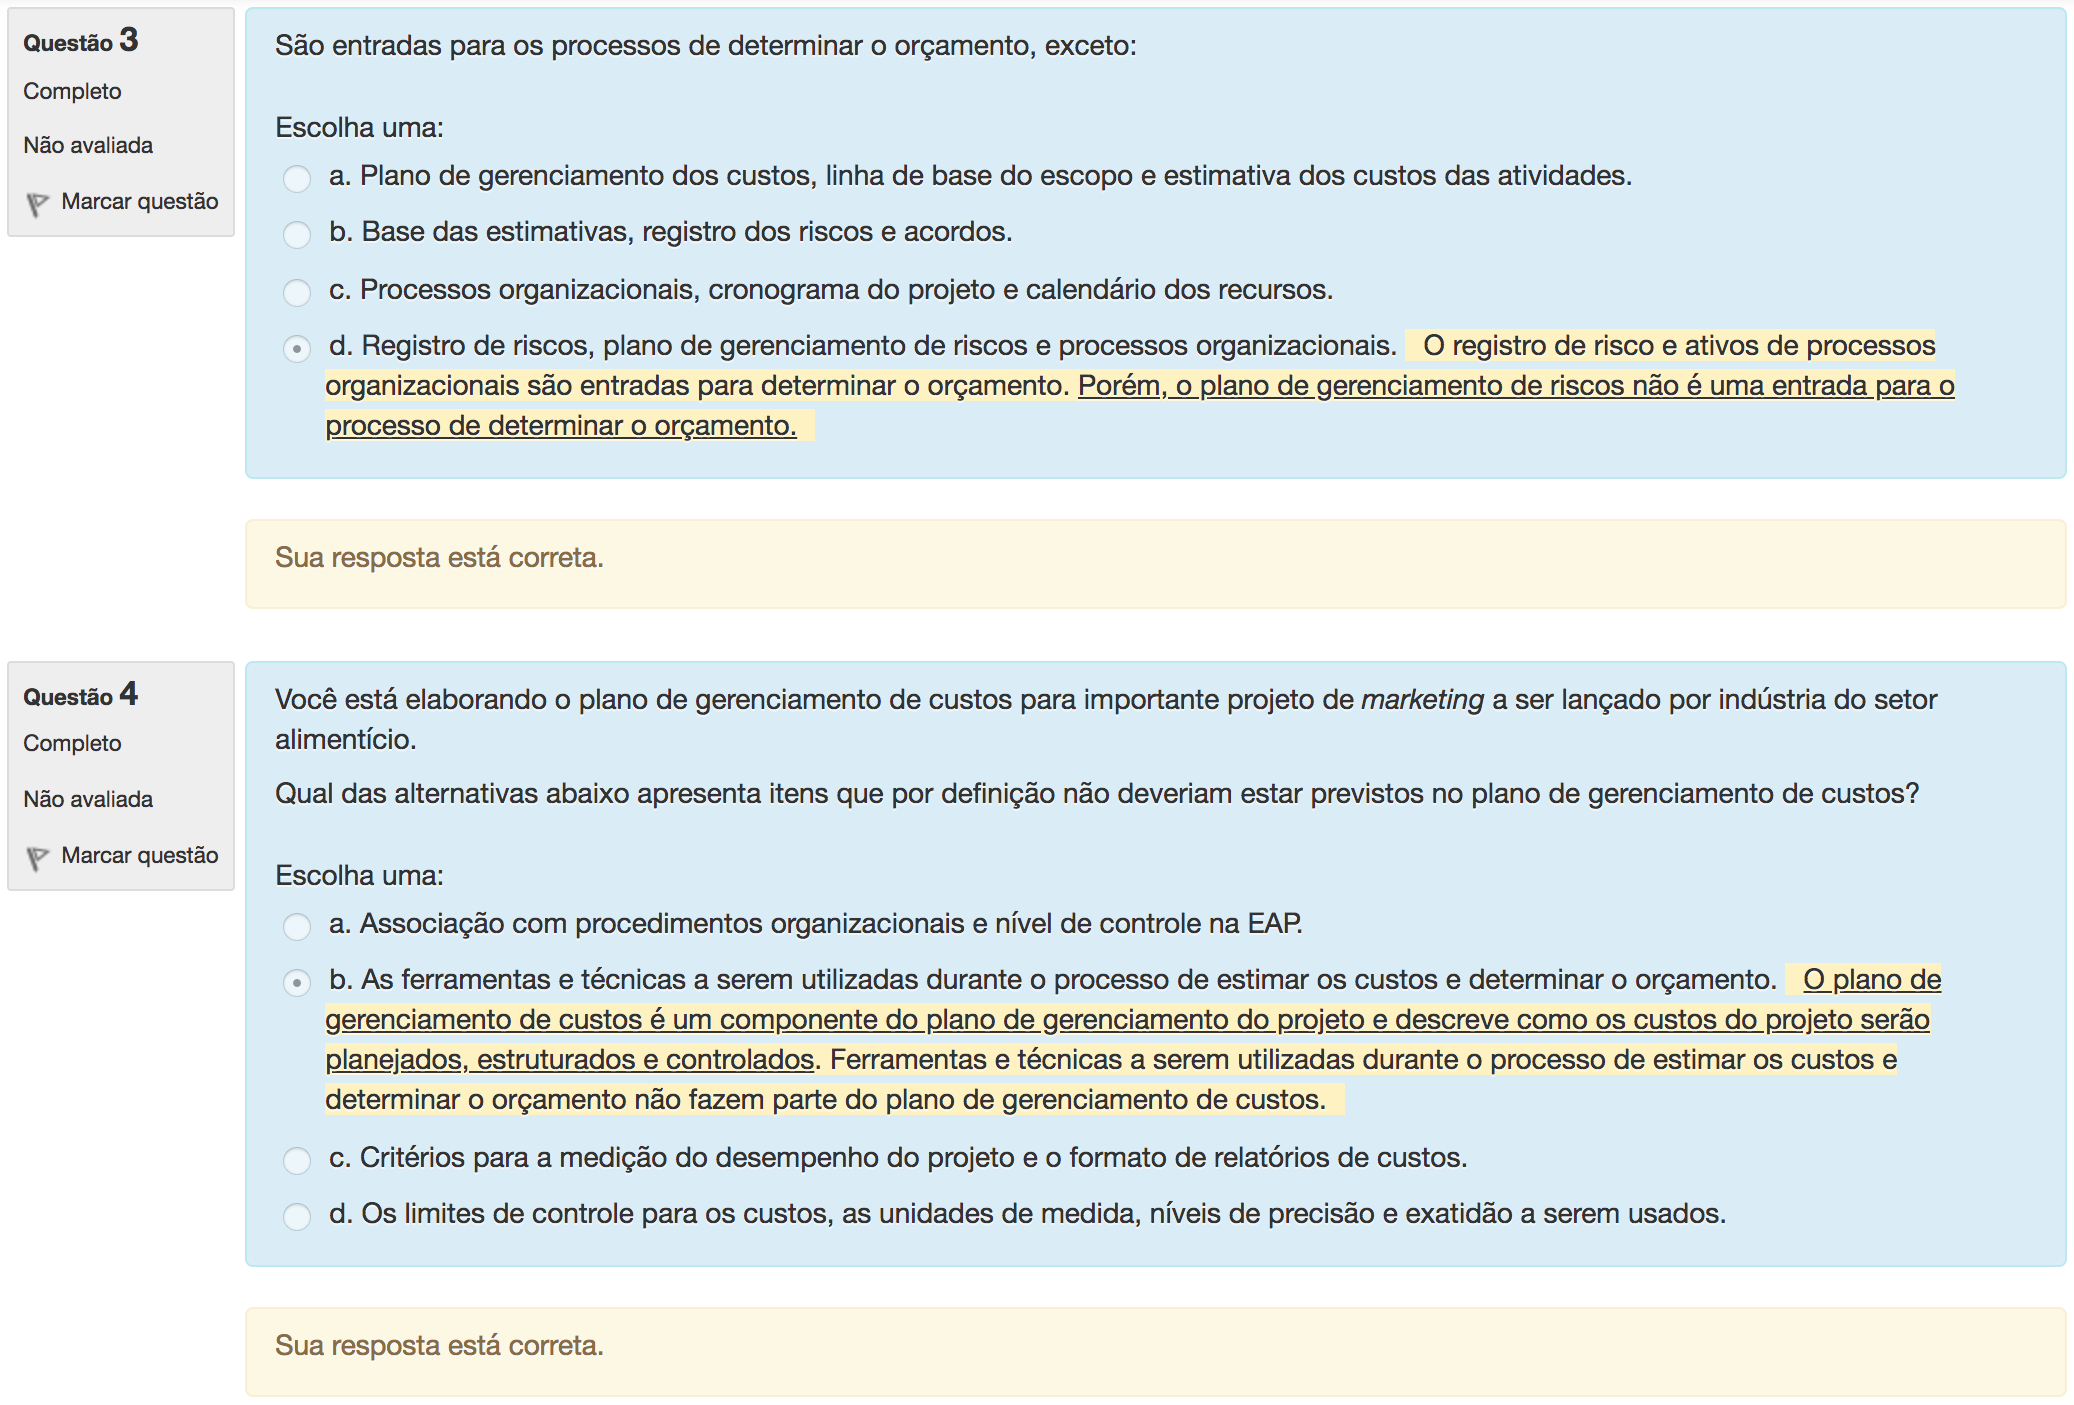 Questão 3
Completo
Não avaliada
Marcar questão
São entradas para os processos de determinar o orçamento, exceto:
Escolha uma:
a. Plano de gerenciamento dos custos, linha de base do escopo e estimativa dos custos das atividades.
b. Base das estimativas, registro dos riscos e acordos.
c. Processos organizacionais, cronograma do projeto e calendário dos recursos.
d. Registro de riscos, plano de gerenciamento de riscos e processos organizacionais. O registro de risco e ativos de processos
organizacionais são entradas para determinar o orçamento. Porém, o plano de gerenciamento de riscos não é uma entrada para o
processo de determinar o orçamento.
Sua resposta está correta.
Questão 4
Completo
Não avaliada
Marcar questão
Você está elaborando o plano de gerenciamento de custos para importante projeto de marketing a ser lançado por indústria do setor
alimentício.
Qual das alternativas abaixo apresenta itens que por definição não deveriam estar previstos no plano de gerenciamento de custos?
Escolha uma:
a. Associação com procedimentos organizacionais e nível de controle na EAP.
b. As ferramentas e técnicas a serem utilizadas durante o processo de estimar os custos e determinar o orçamento. O plano de
gerenciamento de custos é um componente do plano de gerenciamento do projeto e descreve como os custos do projeto serão
planejados, estruturados e controlados. Ferramentas e técnicas a serem utilizadas durante o processo de estimar os custos e
determinar o orçamento não fazem parte do plano de gerenciamento de custos.
c. Critérios para a medição do desempenho do projeto e o formato de relatórios de custos.
d. Os limites de controle para os custos, as unidades de medida, níveis de precisão e exatidão a serem usados.
Sua resposta está correta.